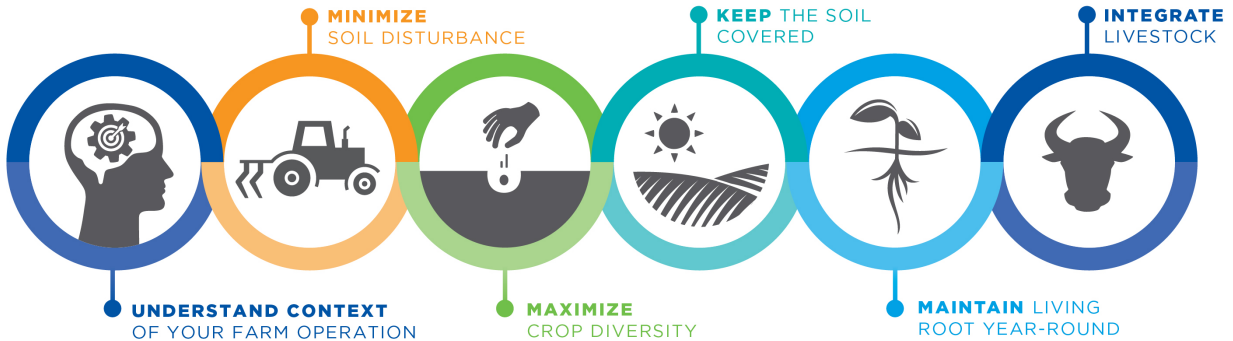 UNDERSTAND CONTEXT
OF YOUR FARM OPERATION
MINIMIZE
SOIL DISTURBANCE
MAXIMIZE
CROP DIVERSITY
KEEP THE SOIL
COVERED
MAINTAIN LIVING
ROOT YEAR-ROUND
INTEGRATE
LIVESTOCK